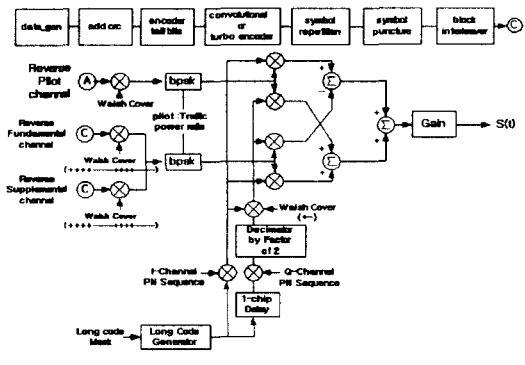 data_gen
add crc
encoder
tail bits
convolutional
or
turbo encoder
symbol
repetition
symbol
puncture
block
interleaver
C
Reverse
Pilot
channel
A
Walsh Cover
bpsk
pilot :Traffic
power ratio
Reverse
Fundamental
channel
C
Walsh Cover
(++++ ------------)
bpsk
Reverse
Supplemental
channel
C
Walsh Cover
(++++ ------------)
+
−
Σ
+
+
Σ
+
+
Σ
Gain
S(t)
Walsh Cover
(+−)
Decimator
by Factor
of 2
I-Channel
PN Sequence
Q-Channel
PN Sequence
1-chip
Delay
Long code
Mask
Long Code
Generator